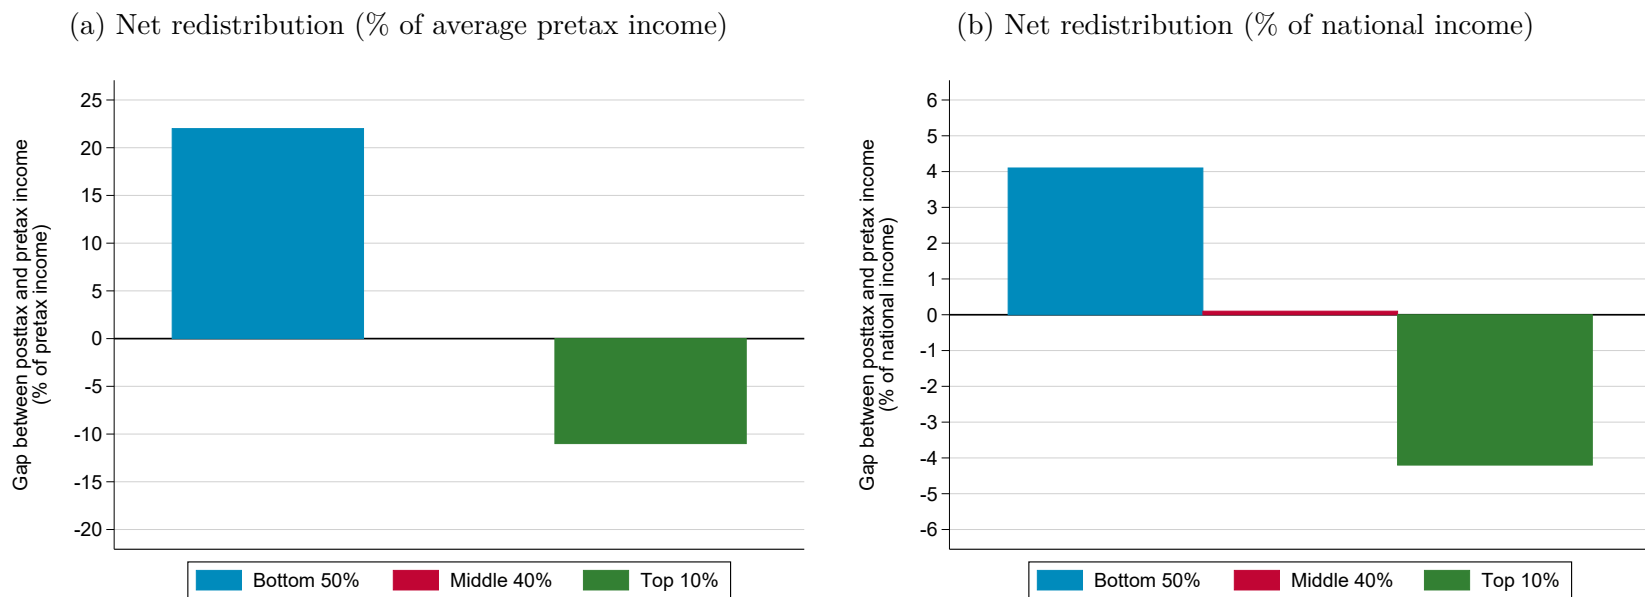 (a) Net redistribution (% of average pretax income)
Gap between posttax and pretax income
(% of pretax income)
25
20
15
10
5
0
-5
-10
-15
-20
Bottom 50% Middle 40% Top 10%
(b) Net redistribution (% of national income)
Gap between posttax and pretax income
(% of national income)
6
5
4
3
2
1
0
-1
-2
-3
-4
-5
-6
Bottom 50% Middle 40% Top 10%